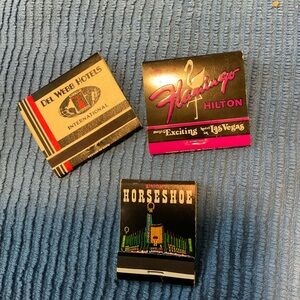 DEL WEBB HOTELS
INTERNATIONAL
Flamingo
HILTON
Exciting
Las Vegas
HORSESHOE